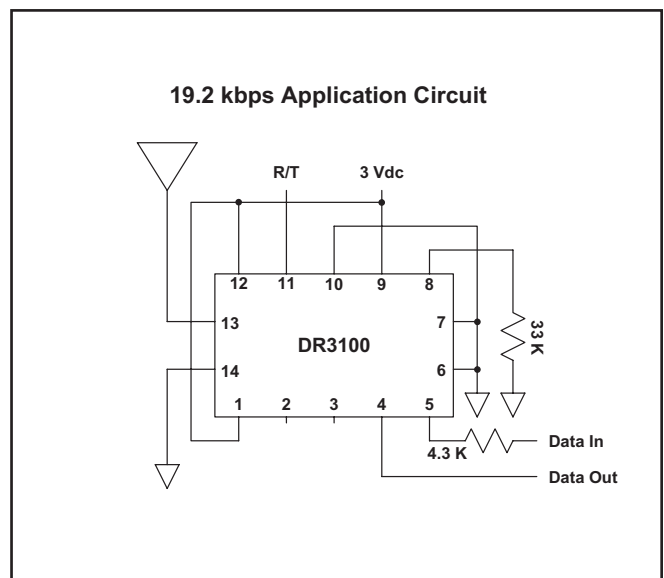 19.2 kbps Application Circuit
R/T 3 Vdc
12 11 10 9 8
13 7
DR3100
33 K
14 6
1 2 3 4 5
4.3 K Data In
Data Out